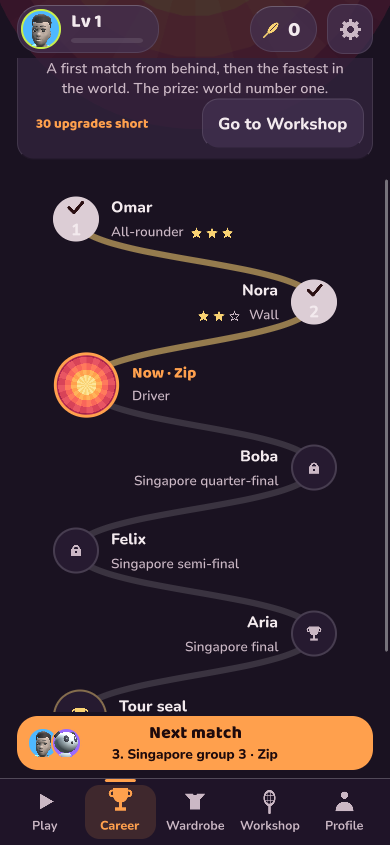 Lv 1
0
A first match from behind, then the fastest in
the world. The prize: world number one.
30 upgrades short
Go to Workshop
Omar
1
All-rounder
Nora
2
Wall
Now · Zip
Driver
Boba
Singapore quarter-final
Felix
Singapore semi-final
Aria
Singapore final
Tour seal
Next match
3. Singapore group 3 · Zip
Play
Career
Wardrobe
Workshop
Profile